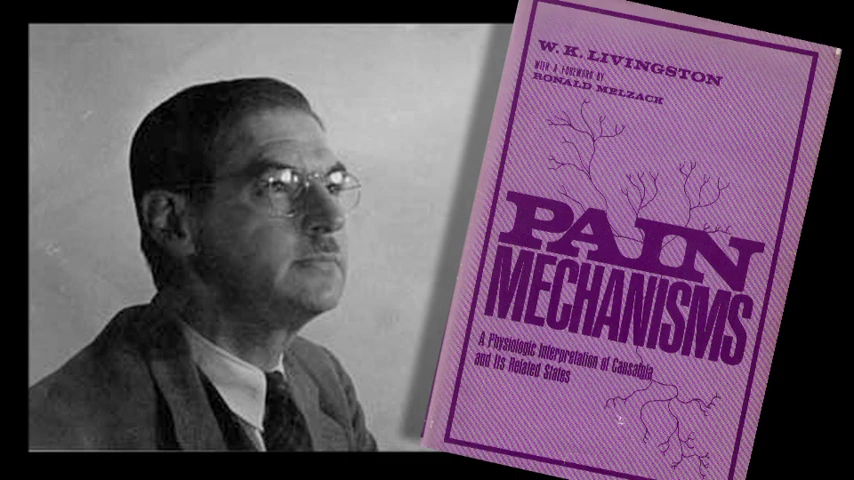 W. K. LIVINGSTON
WITH A FOREWORD BY
RONALD MELZACK
PAIN
MECHANISMS
A Physiologic Interpretation of Causalgia
and Its Related States